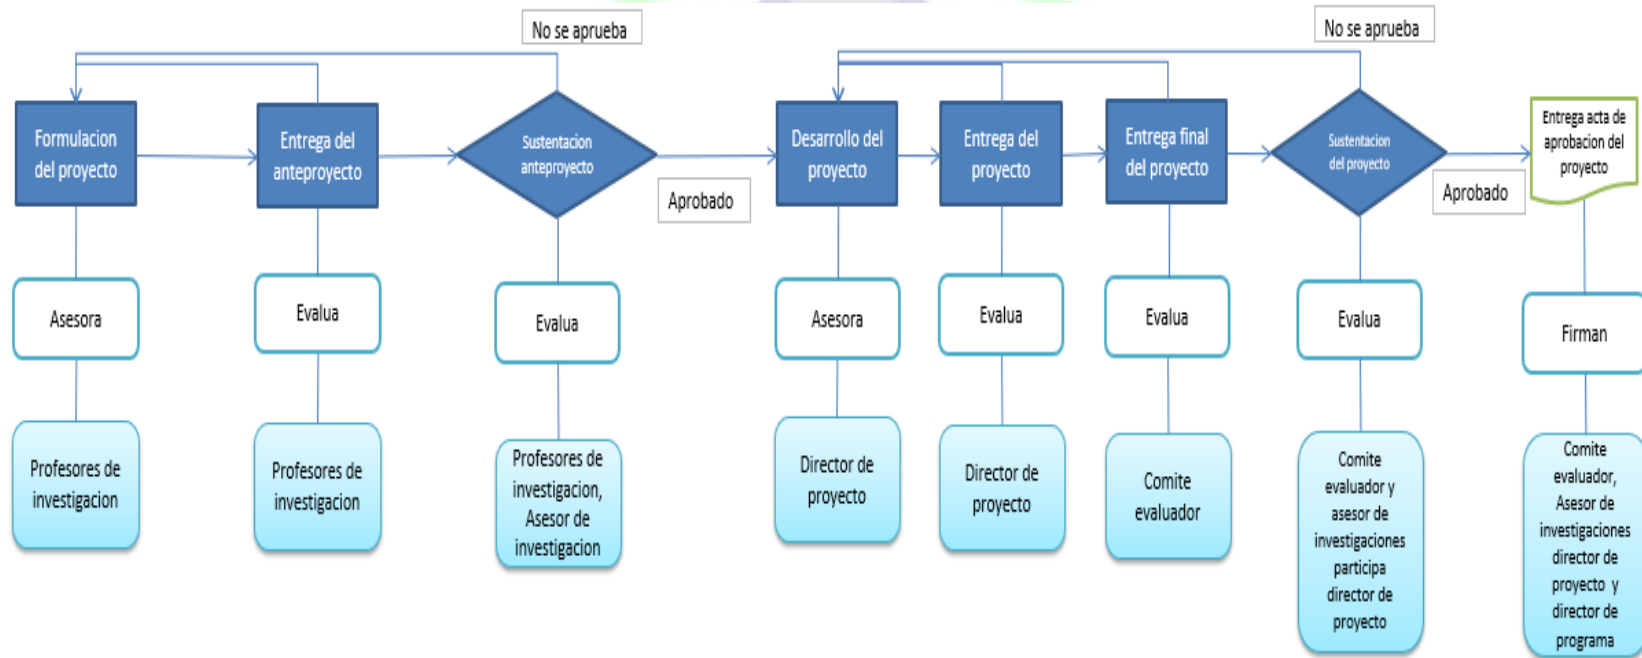 No se aprueba
No se aprueba
Formulacion
del proyecto
Entrega del
anteproyecto
Sustentacion
anteproyecto
Aprobado
Desarrollo del
proyecto
Entrega del
proyecto
Entrega final
del proyecto
Sustentacion
del proyecto
Aprobado
Entrega acta de
aprobacion del
proyecto
Asesora
Evalua
Evalua
Asesora
Evalua
Evalua
Evalua
Firman
Profesores de
investigacion
Profesores de
investigacion
Profesores de
investigacion,
Asesor de
investigacion
Director de
proyecto
Director de
proyecto
Comite
evaluador
Comite
evaluador y
asesor de
investigaciones
participa
director de
proyecto
Comite
evaluador,
Asesor de
investigaciones
director de
proyecto y
director de
programa